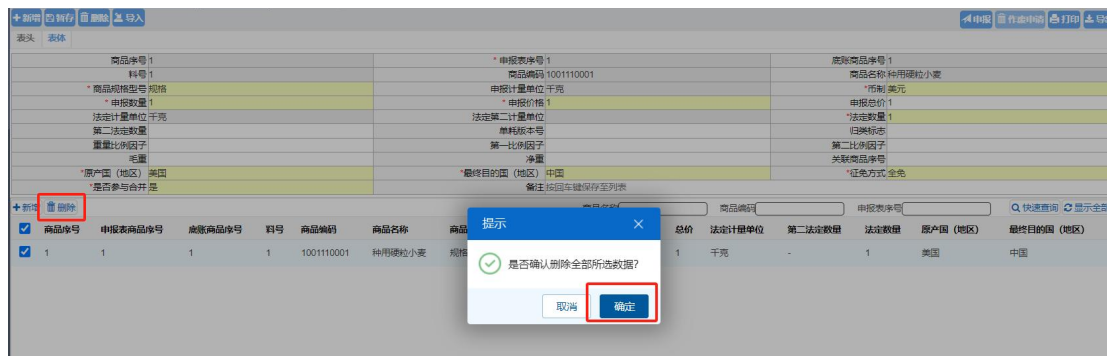 新增 暂存 删除 导入 申报 作废申请 打印
表头 表体
商品序号 1 *申报表序号 1 底账商品序号 1
料号 1 商品编码 1001110001 商品名称 种用硬粒小麦
*商品规格型号 规格 申报计量单位 千克 *币制 美元
*申报数量 1 *申报价格 1 申报总价 1
法定计量单位 千克 法定第二计量单位 *法定数量 1
第二法定数量 单耗版本号 归类标志
重量比例因子 第一比例因子 第二比例因子
毛重 净重 关联商品序号
*原产国（地区） 美国 *最终目的国（地区） 中国 *征免方式 全免
*是否参与合并 是 备注 按回车键保存至列表
新增 删除 商品名称 商品编码 申报表序号 快速查询 显示全部
商品序号 申报表商品序号 底账商品序号 料号 商品编码 商品名称 商品 总价 法定计量单位 第二法定数量 法定数量 原产国（地区） 最终目的国（地区）
1 1 1 1 1001110001 种用硬粒小麦 规格 1 千克 - 1 美国 中国
提示
是否确认删除全部所选数据?
取消 确定